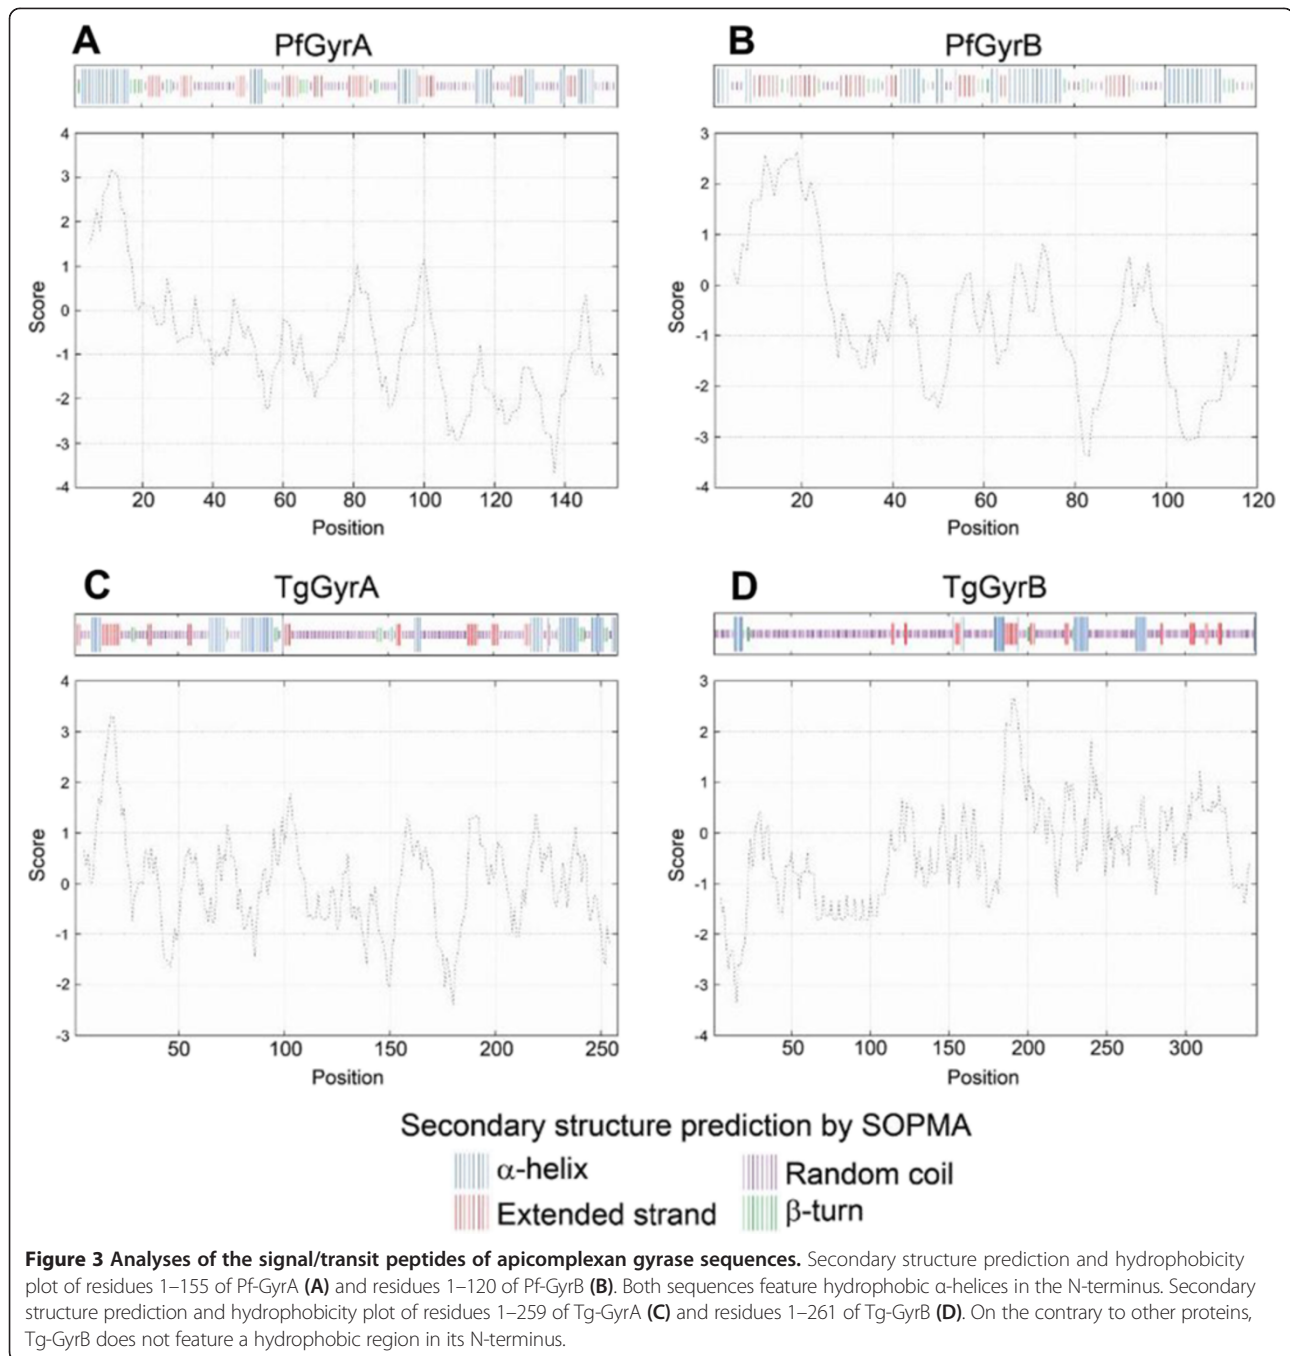 A PfGyrA
4
3
2
1
0
-1
-2
-3
-4
Score
20 40 60 80 100 120 140
Position
B PfGyrB
3
2
1
0
-1
-2
-3
-4
Score
20 40 60 80 100 120
Position
C TgGyrA
4
3
2
1
0
-1
-2
-3
Score
50 100 150 200 250
Position
D TgGyrB
3
2
1
0
-1
-2
-3
-4
Score
50 100 150 200 250 300
Position
Secondary structure prediction by SOPMA
α-helix
Random coil
Extended strand
β-turn
Figure 3 Analyses of the signal/transit peptides of apicomplexan gyrase sequences. Secondary structure prediction and hydrophobicity
plot of residues 1–155 of Pf-GyrA (A) and residues 1–120 of Pf-GyrB (B). Both sequences feature hydrophobic α-helices in the N-terminus. Secondary
structure prediction and hydrophobicity plot of residues 1–259 of Tg-GyrA (C) and residues 1–261 of Tg-GyrB (D). On the contrary to other proteins,
Tg-GyrB does not feature a hydrophobic region in its N-terminus.